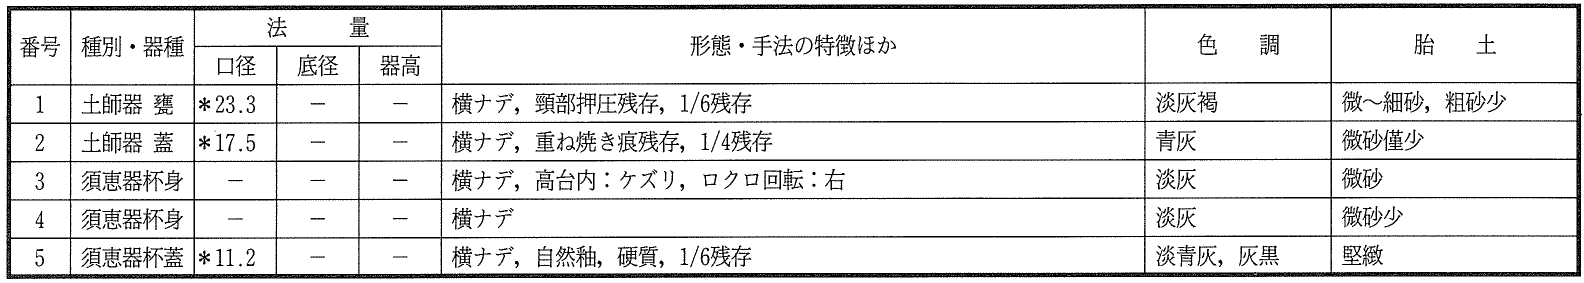 番号 種別・器種 法 量 形態・手法の特徴ほか 色 調 胎 土
口径 底径 器高
1 土師器 甕 *23.3 － － 横ナデ，頸部押圧残存，1/6残存 淡灰褐 微～細砂，粗砂少
2 土師器 蓋 *17.5 － － 横ナデ，重ね焼き痕残存，1/4残存 青灰 微砂僅少
3 須恵器杯身 － － － 横ナデ，高台内：ケズリ，ロクロ回転：右 淡灰 微砂
4 須恵器杯身 － － － 横ナデ 淡灰 微砂少
5 須恵器杯蓋 *11.2 － － 横ナデ，自然釉，硬質，1/6残存 淡青灰，灰黒 堅緻